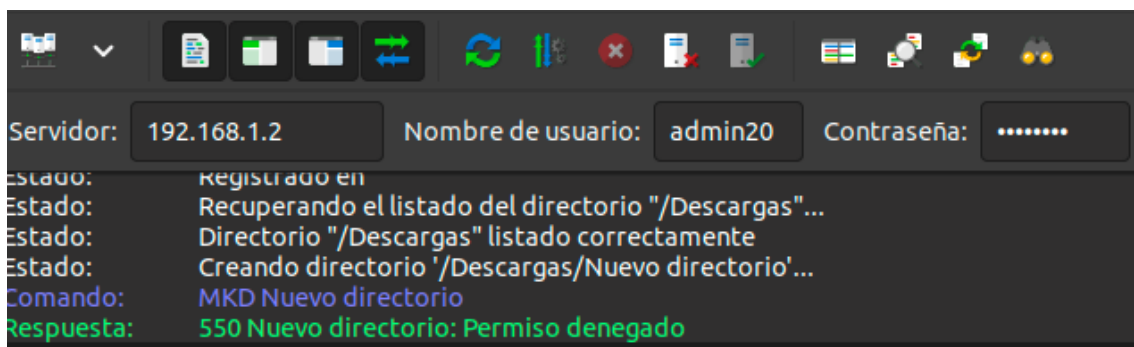 Servidor: 192.168.1.2 Nombre de usuario: admin20 Contraseña: ••••••••
Estado: Registrado en
Estado: Recuperando el listado del directorio "/Descargas"...
Estado: Directorio "/Descargas" listado correctamente
Estado: Creando directorio '/Descargas/Nuevo directorio'...
Comando: MKD Nuevo directorio
Respuesta: 550 Nuevo directorio: Permiso denegado